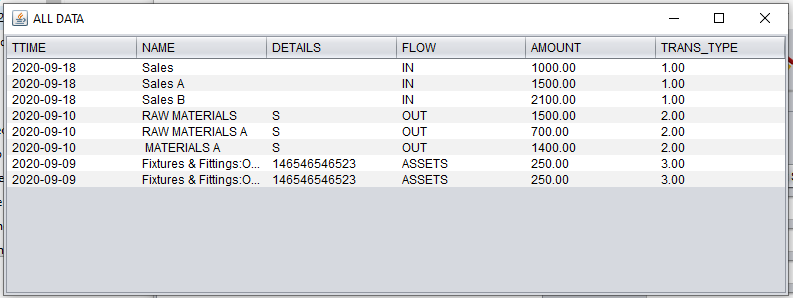 ALL DATA
TTIME NAME DETAILS FLOW AMOUNT TRANS_TYPE
2020-09-18 Sales IN 1000.00 1.00
2020-09-18 Sales A IN 1500.00 1.00
2020-09-18 Sales B IN 2100.00 1.00
2020-09-10 RAW MATERIALS S OUT 1500.00 2.00
2020-09-10 RAW MATERIALS A S OUT 700.00 2.00
2020-09-10 MATERIALS A S OUT 1400.00 2.00
2020-09-09 Fixtures & Fittings:O... 146546546523 ASSETS 250.00 3.00
2020-09-09 Fixtures & Fittings:O... 146546546523 ASSETS 250.00 3.00